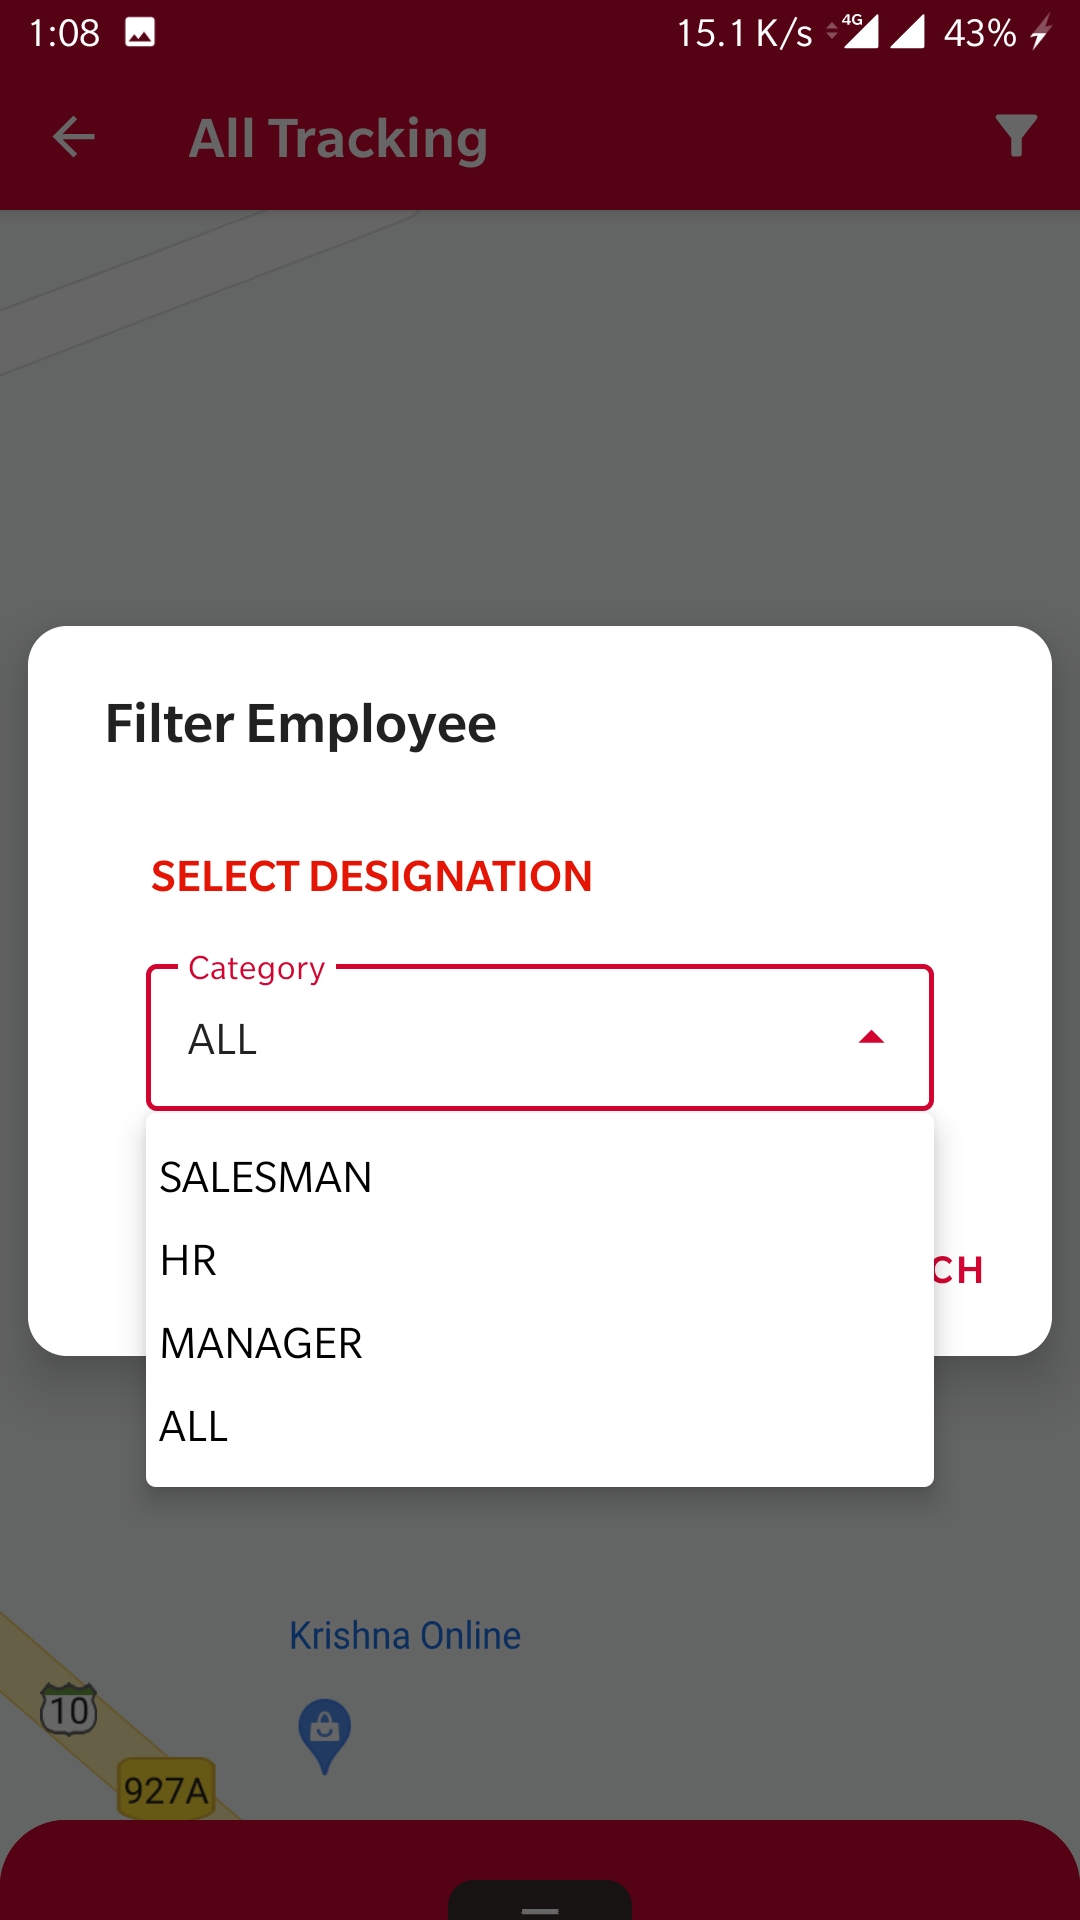 1:08 15.1 K/s 4G 43%
All Tracking
Filter Employee
SELECT DESIGNATION
Category
ALL
SALESMAN
HR
CH
MANAGER
ALL
Krishna Online
10
927A